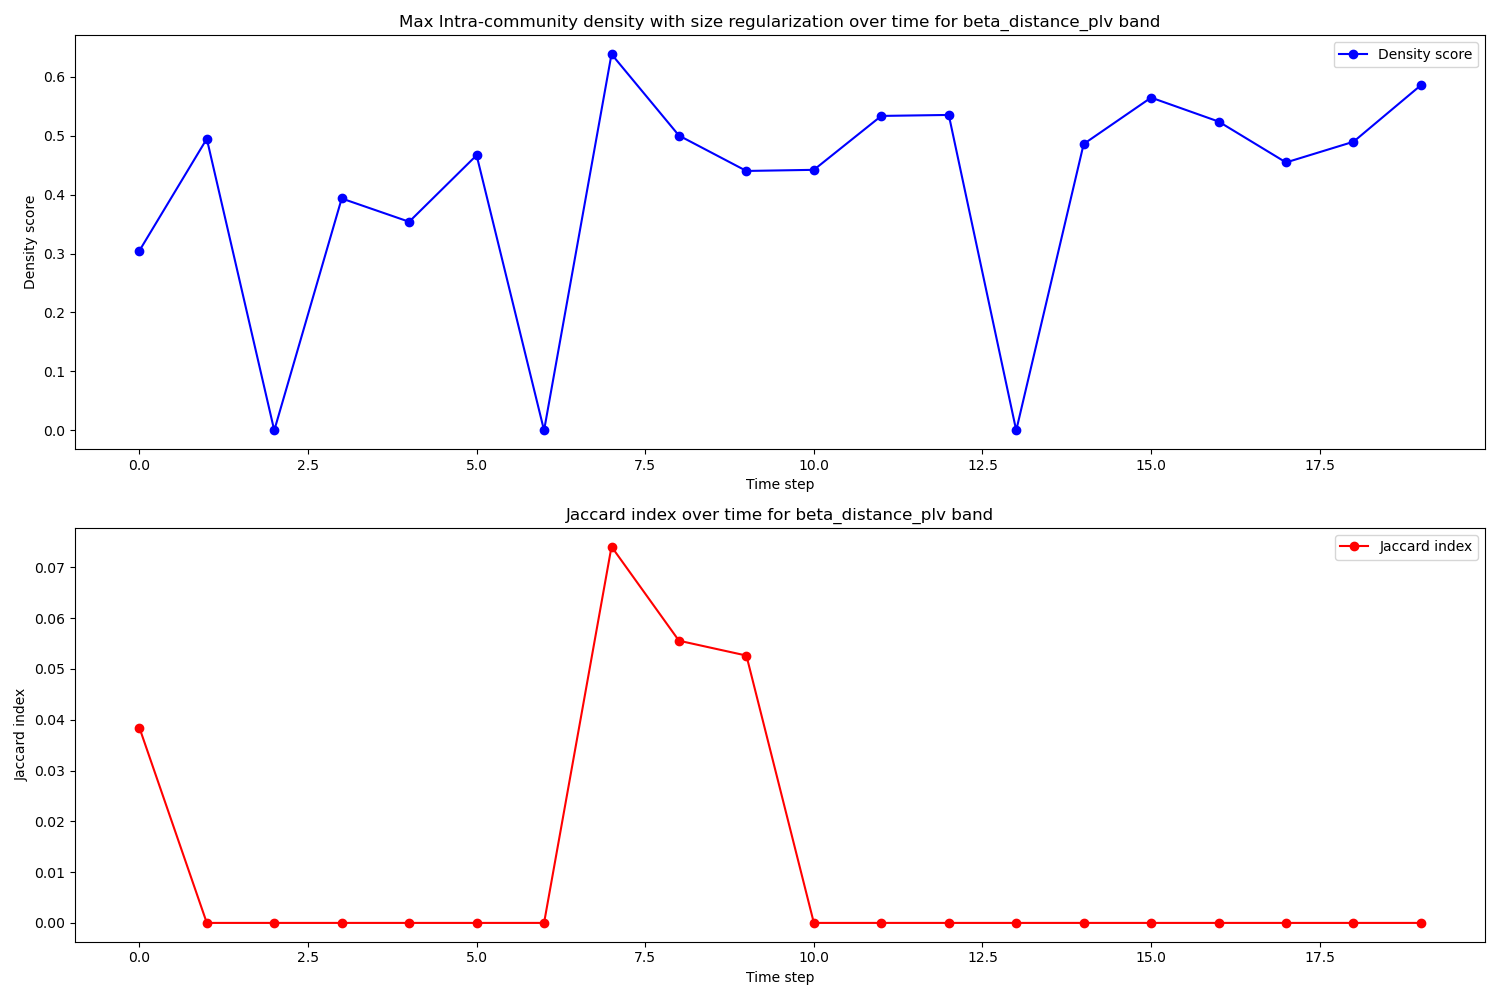 Max Intra-community density with size regularization over time for beta_distance_plv band
Density score
0.6
0.5
0.4
0.3
0.2
0.1
0.0
Density score
0.0 2.5 5.0 7.5 10.0 12.5 15.0 17.5
Time step
Jaccard index over time for beta_distance_plv band
Jaccard index
0.07
0.06
0.05
0.04
0.03
0.02
0.01
0.00
Jaccard index
0.0 2.5 5.0 7.5 10.0 12.5 15.0 17.5
Time step